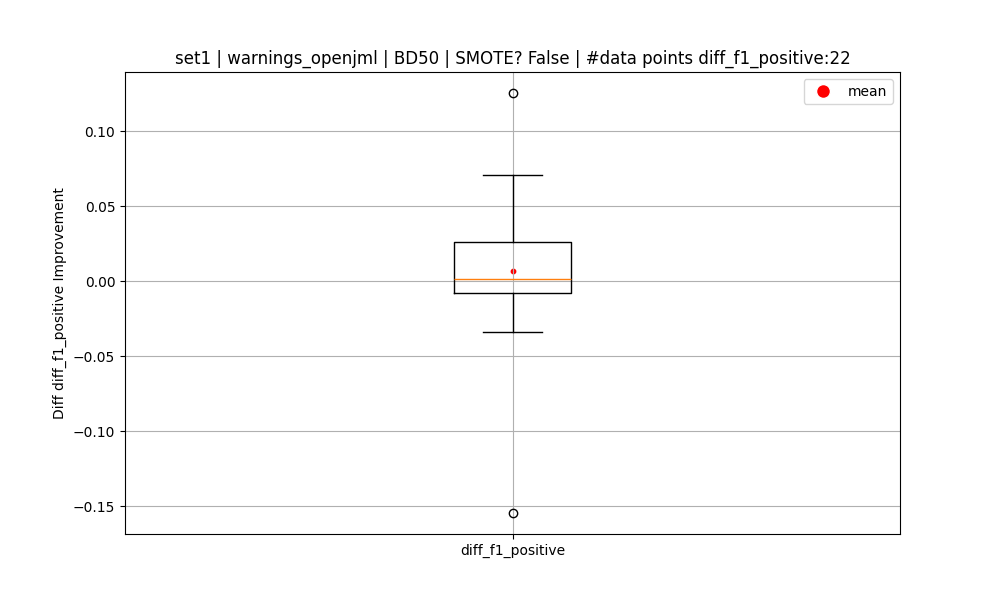 set1 | warnings_openjml | BD50 | SMOTE? False | #data points diff_f1_positive:22
mean
Diff diff_f1_positive Improvement
0.10
0.05
0.00
−0.05
−0.10
−0.15
diff_f1_positive